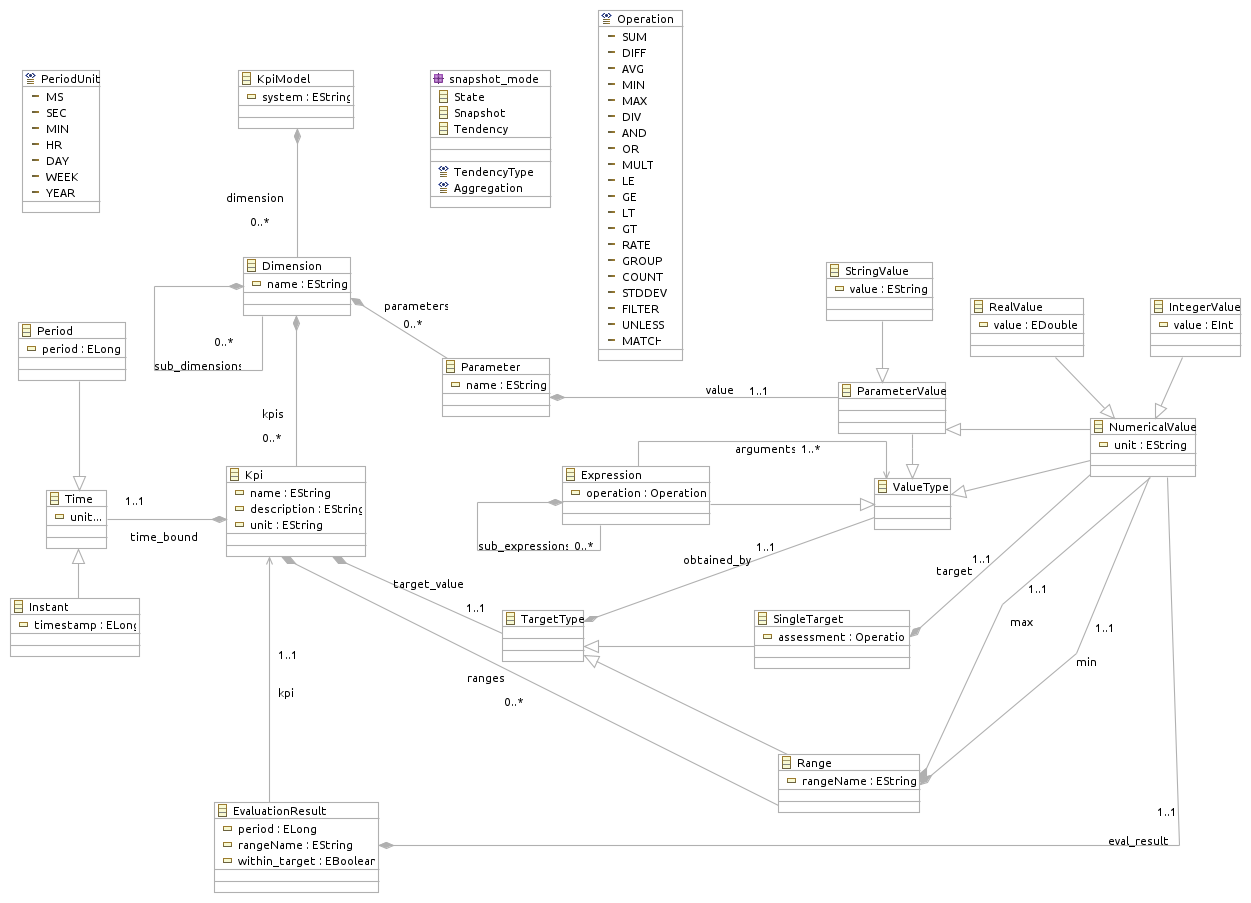 PeriodUnit
MS
SEC
MIN
HR
DAY
WEEK
YEAR
KpiModel
system : EString
snapshot_mode
State
Snapshot
Tendency
TendencyType
Aggregation
Operation
SUM
DIFF
AVG
MIN
MAX
DIV
AND
OR
MULT
LE
GE
LT
GT
RATE
GROUP
COUNT
STDDEV
FILTER
UNLESS
MATCH
dimension
0..*
Dimension
name : EString
0..*
sub_dimensions
parameters
0..*
Parameter
name : EString
value 1..1
StringValue
value : EString
RealValue
value : EDouble
IntegerValue
value : EInt
ParameterValue
NumericalValue
unit : EString
Period
period : ELong
kpis
0..*
Kpi
name : EString
description : EString
unit : EString
Time
unit...
1..1
time_bound
Instant
timestamp : ELong
Expression
operation : Operation
arguments 1..*
sub_expressions 0..*
ValueType
1..1
obtained_by
target_value
1..1
TargetType
SingleTarget
assessment : Operatio
1..1
target
1..1
max
1..1
min
ranges
0..*
1..1
kpi
Range
rangeName : EString
EvaluationResult
period : ELong
rangeName : EString
within_target : EBoolean
1..1
eval_result